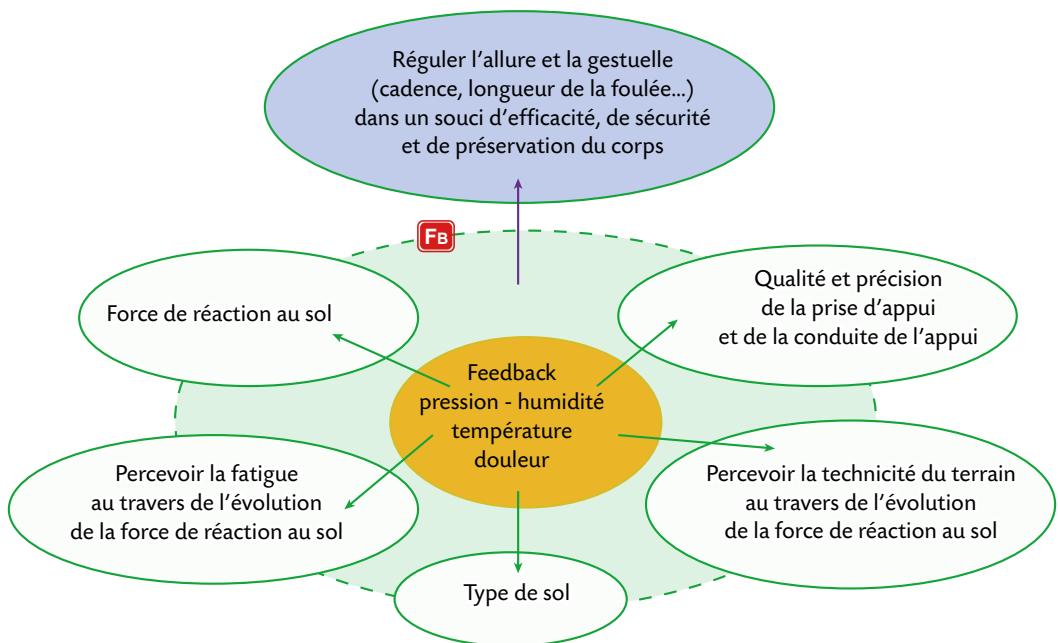 Réguler l'allure et la gestuelle
(cadence, longueur de la foulée...)
dans un souci d'efficacité, de sécurité
et de préservation du corps
FB
Force de réaction au sol
Qualité et précision
de la prise d'appui
et de la conduite de l'appui
Feedback
pression - humidité
température
douleur
Percevoir la fatigue
au travers de l'évolution
de la force de réaction au sol
Percevoir la technicité du terrain
au travers de l'évolution
de la force de réaction au sol
Type de sol